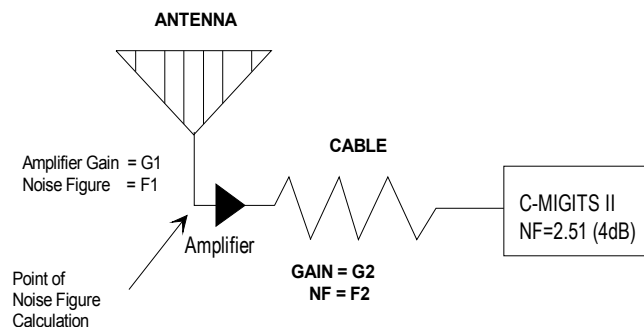 ANTENNA
Amplifier Gain = G1
Noise Figure = F1
CABLE
C-MIGITS II
NF=2.51 (4dB)
Amplifier
GAIN = G2
NF = F2
Point of
Noise Figure
Calculation